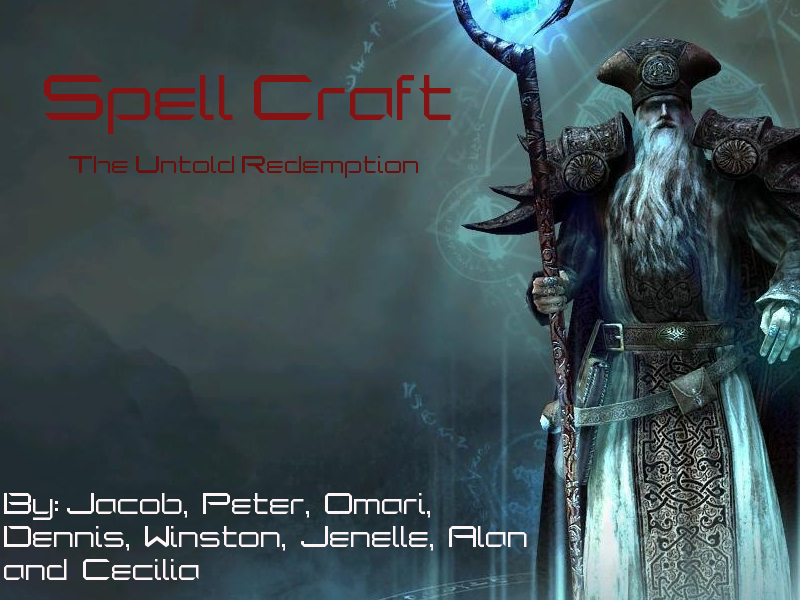 Spell Craft
The Untold Redemption
By: Jacob, Peter, Omari,
Dennis, Winston, Jenelle, Alan
and Cecilia